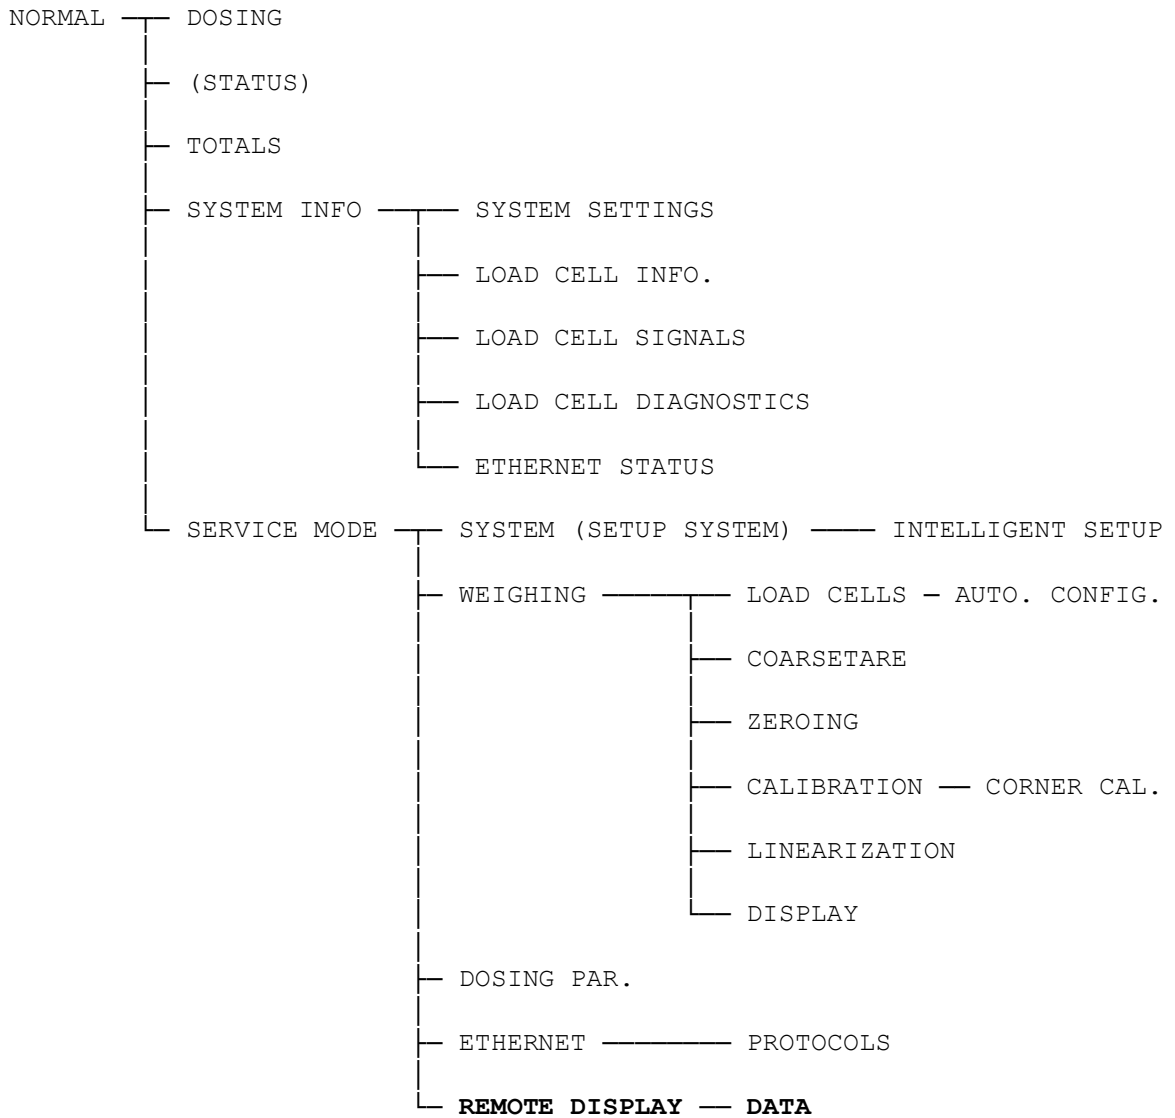 NORMAL DOSING
(STATUS)
TOTALS
SYSTEM INFO SYSTEM SETTINGS
LOAD CELL INFO.
LOAD CELL SIGNALS
LOAD CELL DIAGNOSTICS
ETHERNET STATUS
SERVICE MODE SYSTEM (SETUP SYSTEM) INTELLIGENT SETUP
WEIGHING LOAD CELLS AUTO. CONFIG.
COARSETARE
ZEROING
CALIBRATION CORNER CAL.
LINEARIZATION
DISPLAY
DOSING PAR.
ETHERNET PROTOCOLS
REMOTE DISPLAY DATA